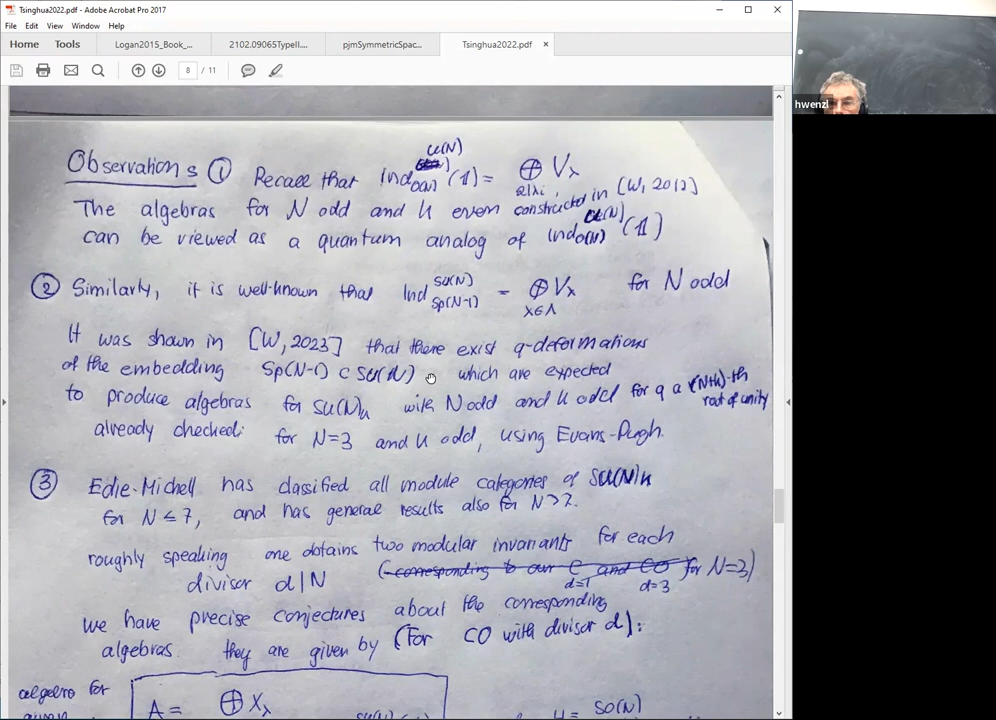 Tsinghua2022.pdf - Adobe Acrobat Pro 2017
File Edit View Window Help
Home Tools Logan2015_Book_... 2102.09065TypeII.... pjmSymmetricSpac... Tsinghua2022.pdf ×
8 / 11
hwenzl
Observations ① Recall that Ind_{O(N)}^{U(N)} (𝟙) = ⊕_{2|λi} V_λ
The algebras for N odd and k even constructed in [W, 2012]
can be viewed as a quantum analog of Ind_{O(N)}^{U(N)} (𝟙)
② Similarly, it is well-known that Ind_{Sp(N-1)}^{SU(N)} = ⊕_{λ∈Λ} V_λ for N odd
It was shown in [W, 2023] that there exist q-deformations
of the embedding Sp(N-1) ⊂ SU(N) which are expected
to produce algebras for SU(N)_k with N odd and k odd for q a (N+k)-th root of unity
already checked: for N=3 and k odd, using Evans-Pugh.
③ Edie-Michell has classified all module categories of SU(N)_k
for N ≤ 7, and has general results also for N > 7.
roughly speaking one obtains two modular invariants for each
divisor d|N (corresponding to our C and CO for N=3)
d=1 d=3
we have precise conjectures about the corresponding
algebras. they are given by (For CO with divisor d):
algebra for
A = ⊕ X_λ
SO(N)